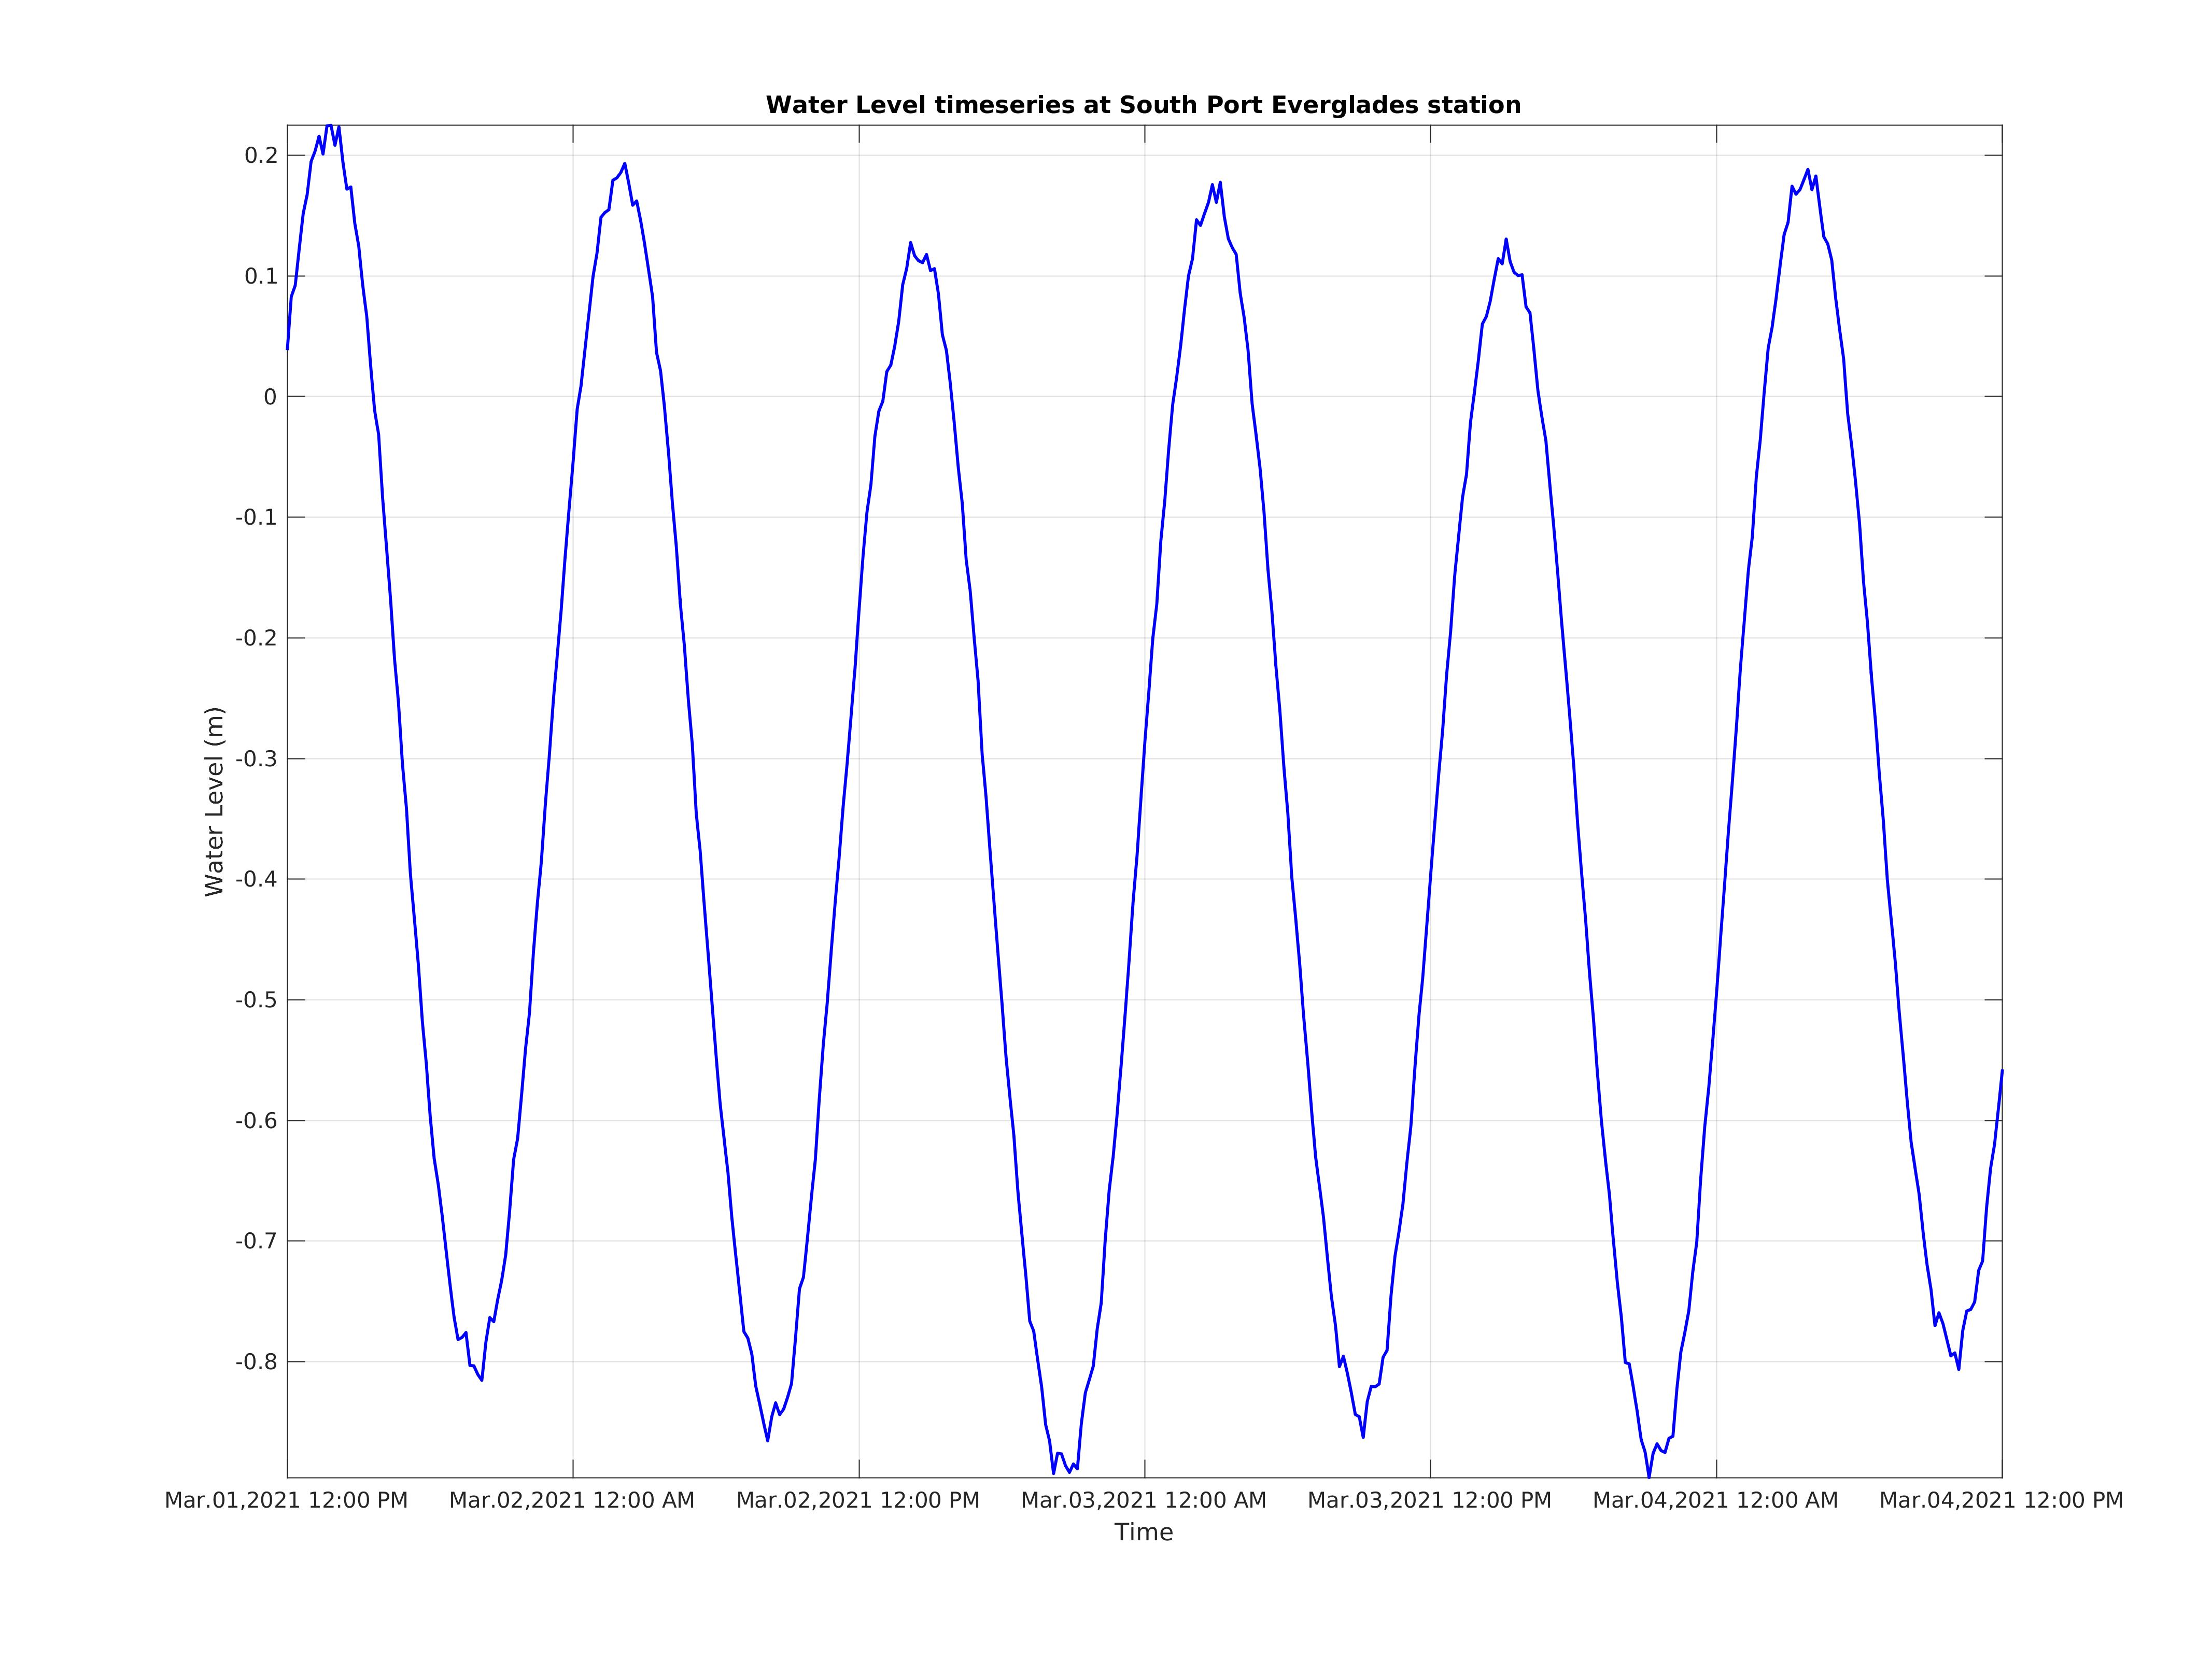 Water Level timeseries at South Port Everglades station
0.2
0.1
0
-0.1
-0.2
-0.3
-0.4
-0.5
-0.6
-0.7
-0.8
Water Level (m)
Mar.01,2021 12:00 PM
Mar.02,2021 12:00 AM
Mar.02,2021 12:00 PM
Mar.03,2021 12:00 AM
Mar.03,2021 12:00 PM
Mar.04,2021 12:00 AM
Mar.04,2021 12:00 PM
Time